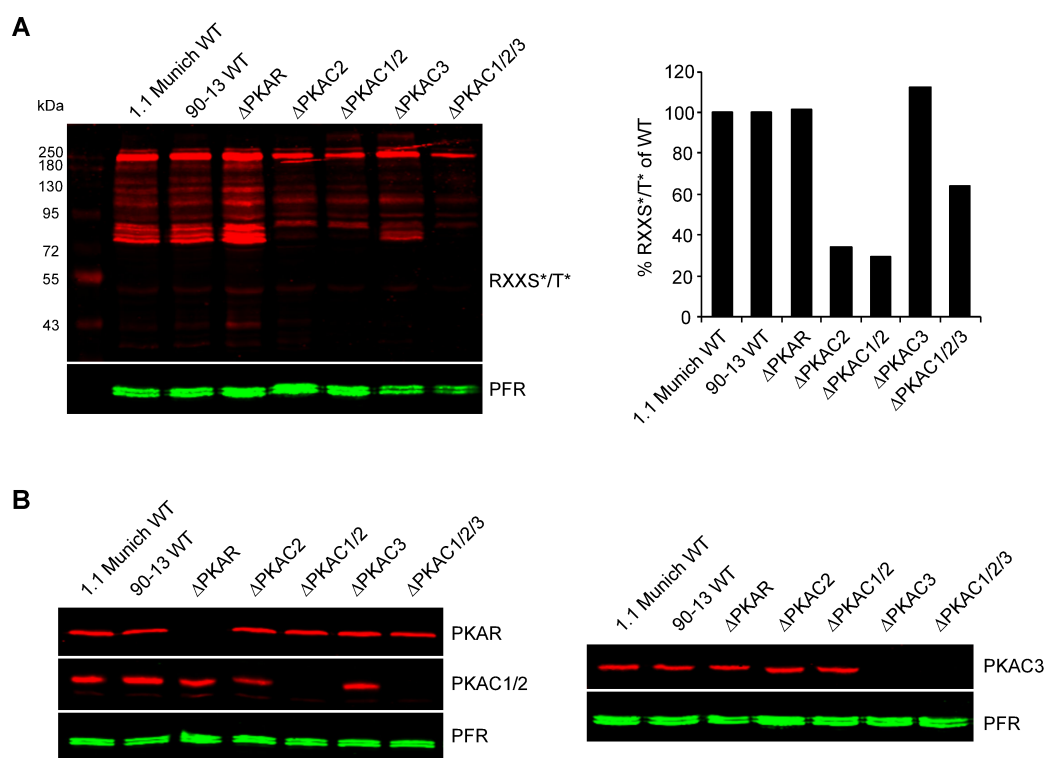 A
kDa
1.1 Munich WT
90-13 WT
ΔPKAR
ΔPKAC2
ΔPKAC1/2
ΔPKAC3
ΔPKAC1/2/3
250
180
130
95
72
55
43
RXXS*/T*
PFR
% RXXS*/T* of WT
120
100
80
60
40
20
0
1.1 Munich WT
90-13 WT
ΔPKAR
ΔPKAC2
ΔPKAC1/2
ΔPKAC3
ΔPKAC1/2/3
B
1.1 Munich WT
90-13 WT
ΔPKAR
ΔPKAC2
ΔPKAC1/2
ΔPKAC3
ΔPKAC1/2/3
PKAR
PKAC1/2
PFR
1.1 Munich WT
90-13 WT
ΔPKAR
ΔPKAC2
ΔPKAC1/2
ΔPKAC3
ΔPKAC1/2/3
PKAC3
PFR